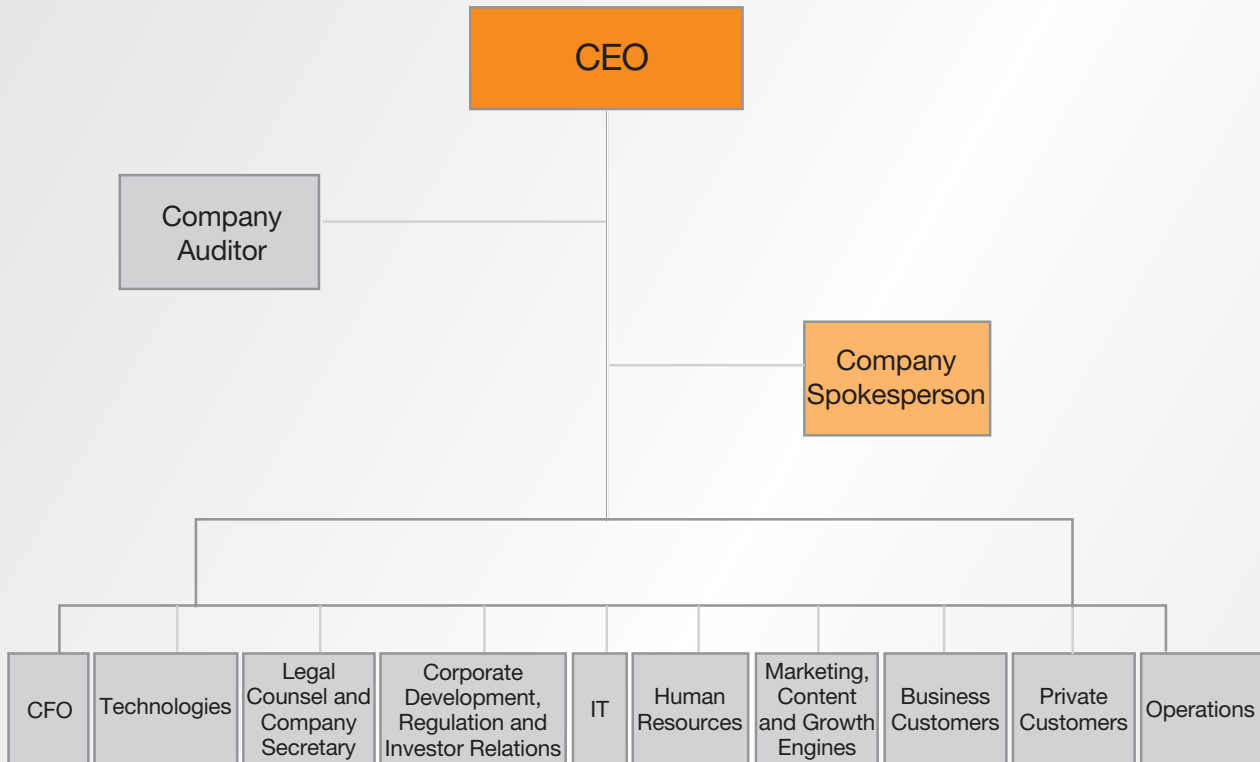 CEO
Company
Auditor
Company
Spokesperson
CFO
Technologies
Legal
Counsel and
Company
Secretary
Corporate
Development,
Regulation and
Investor Relations
IT
Human
Resources
Marketing,
Content
and Growth
Engines
Business
Customers
Private
Customers
Operations